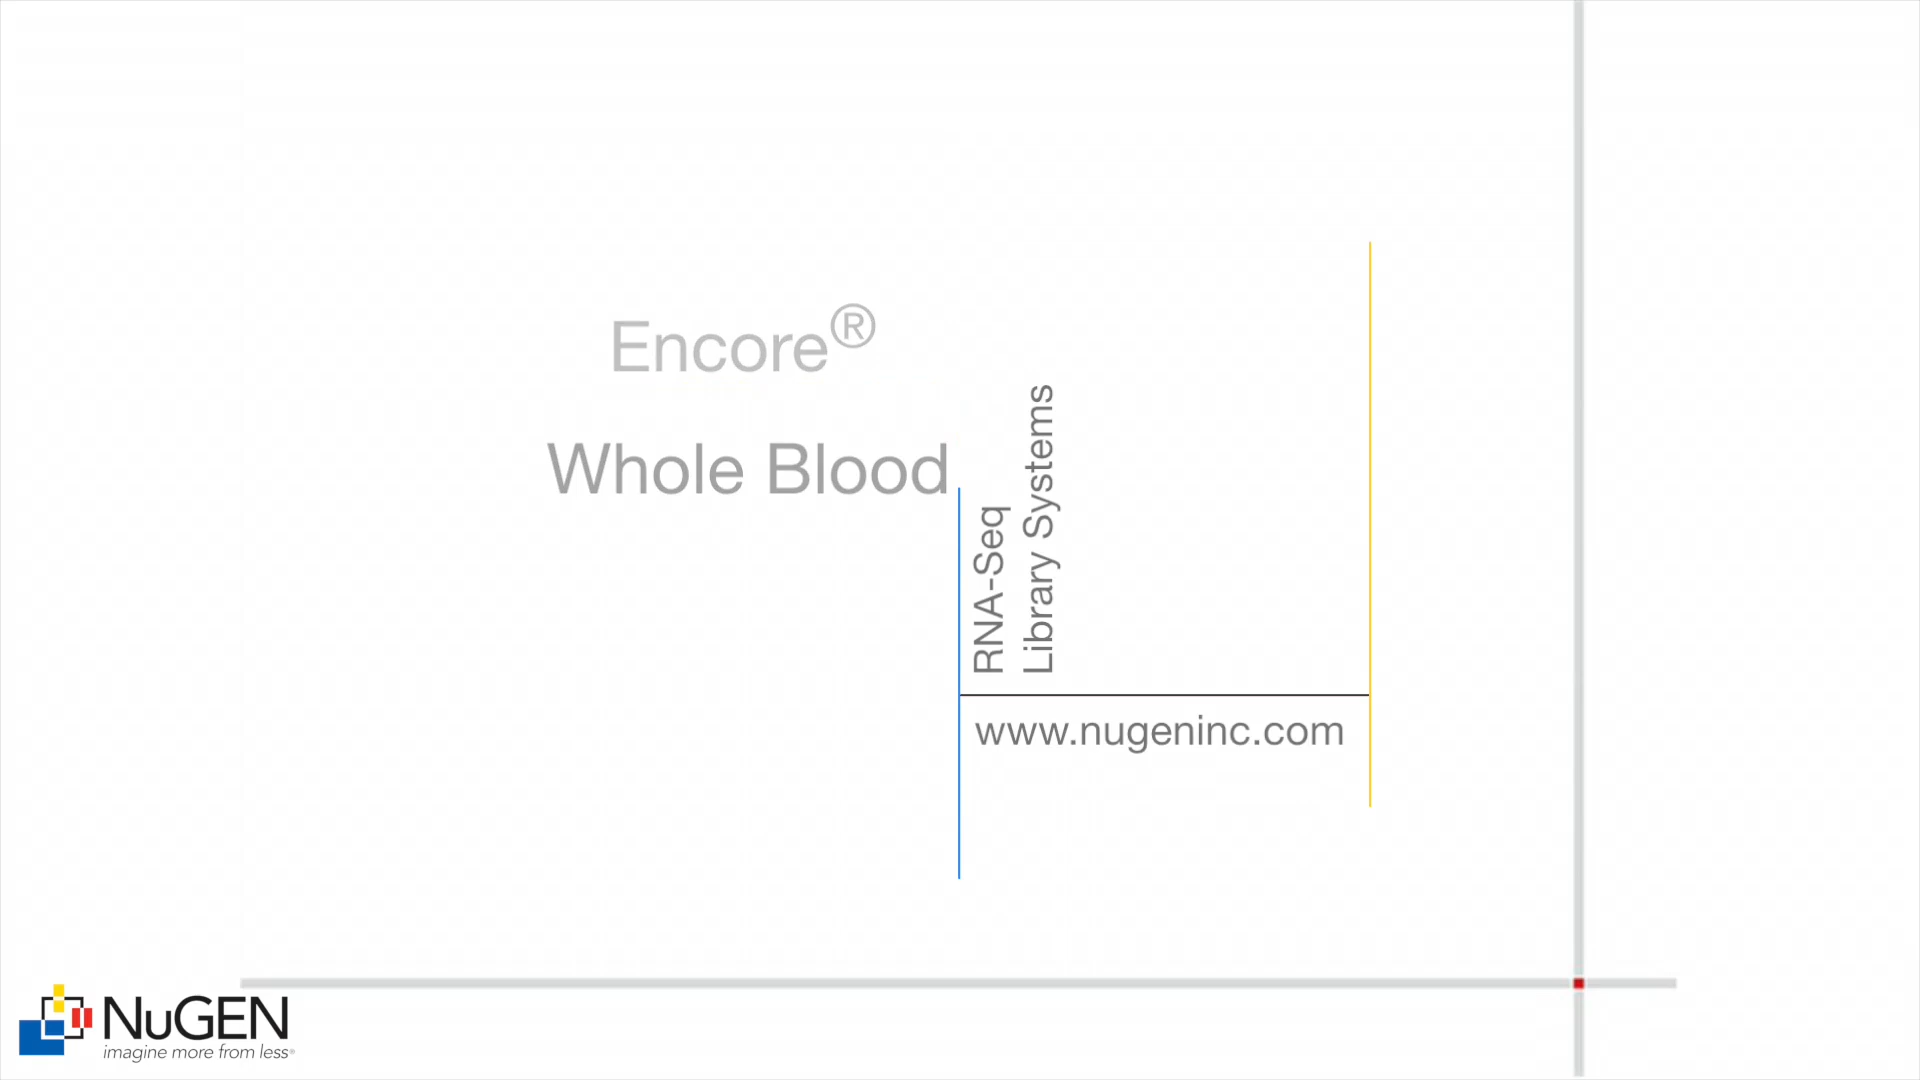 Encore®
Whole Blood
RNA-Seq
Library Systems
www.nugeninc.com
NuGEN
imagine more from less®